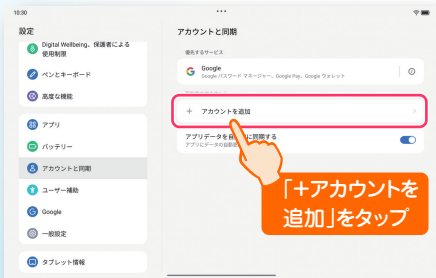 10:30
設定
アカウントと同期
Digital Wellbeing、保護者による
使用制限
ペンとキーボード
高度な機能
アプリ
バッテリー
アカウントと同期
ユーザー補助
Google
一般設定
タブレット情報
優先するサービス
Google
Google パスワード マネージャー、Google Pay、Google ウォレット
+ アカウントを追加
アプリデータを自 に同期する
アプリにデータの自動更
「+アカウントを
追加」をタップ